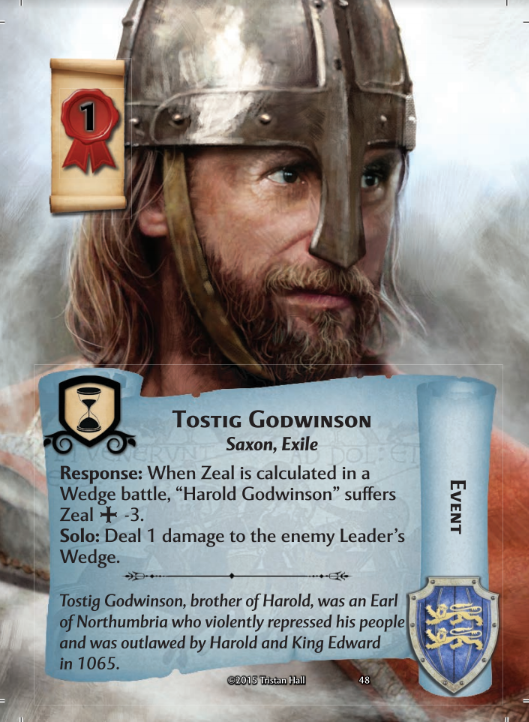 1
Tostig Godwinson
Saxon, Exile
Response: When Zeal is calculated in a
Wedge battle, “Harold Godwinson” suffers
Zeal ✝ -3.
Solo: Deal 1 damage to the enemy Leader’s
Wedge.
Tostig Godwinson, brother of Harold, was an Earl
of Northumbria who violently repressed his people
and was outlawed by Harold and King Edward
in 1065.
Event
©2015 Tristan Hall 48